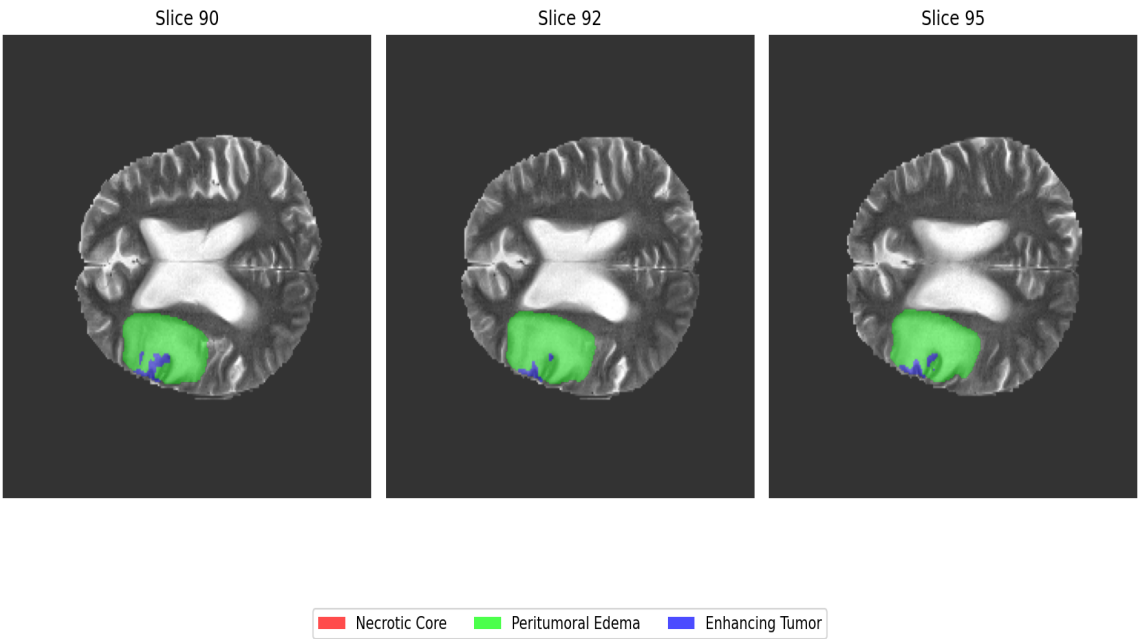 Slice 90
Slice 92
Slice 95
Necrotic Core
Peritumoral Edema
Enhancing Tumor